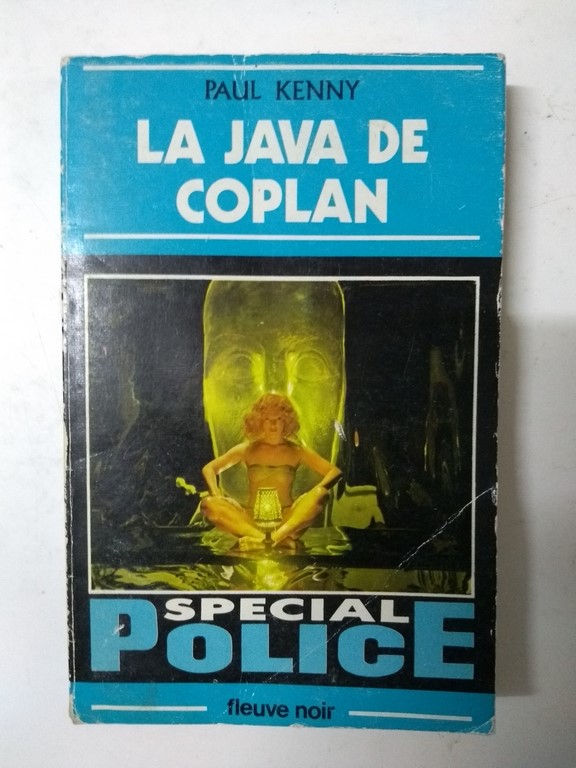 PAUL KENNY
LA JAVA DE
COPLAN
SPECIAL
POLICE
fleuve noir